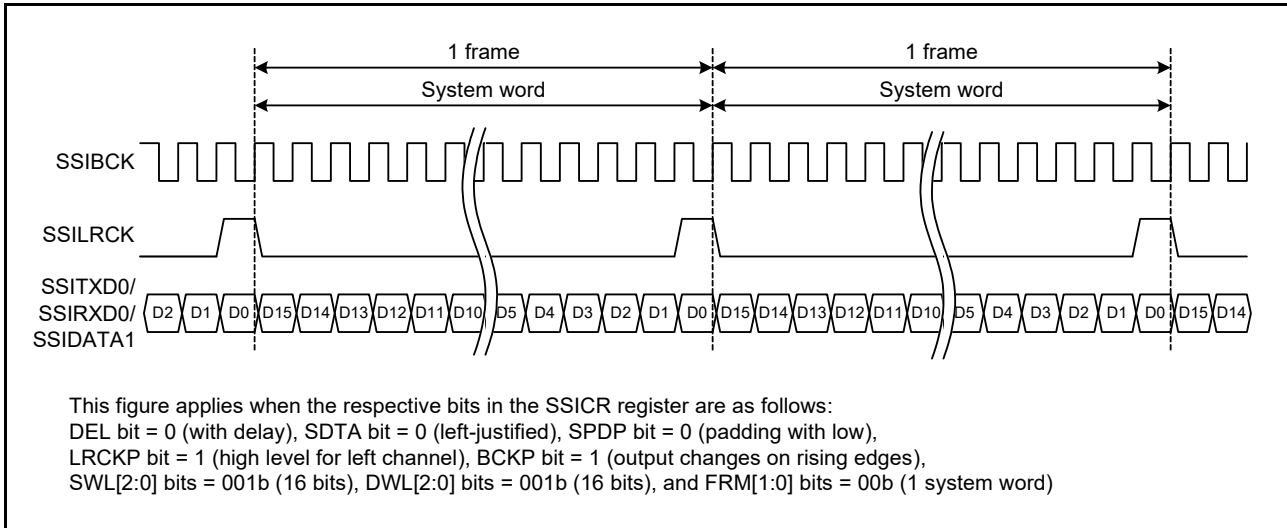 1 frame 1 frame
System word System word
SSIBCK
SSILRCK
SSITXD0/
SSIRXD0/
SSIDATA1
D2 D1 D0 D15 D14 D13 D12 D11 D10 D5 D4 D3 D2 D1 D0 D15 D14 D13 D12 D11 D10 D5 D4 D3 D2 D1 D0 D15 D14
This figure applies when the respective bits in the SSICR register are as follows:
DEL bit = 0 (with delay), SDTA bit = 0 (left-justified), SPDP bit = 0 (padding with low),
LRCKP bit = 1 (high level for left channel), BCKP bit = 1 (output changes on rising edges),
SWL[2:0] bits = 001b (16 bits), DWL[2:0] bits = 001b (16 bits), and FRM[1:0] bits = 00b (1 system word)